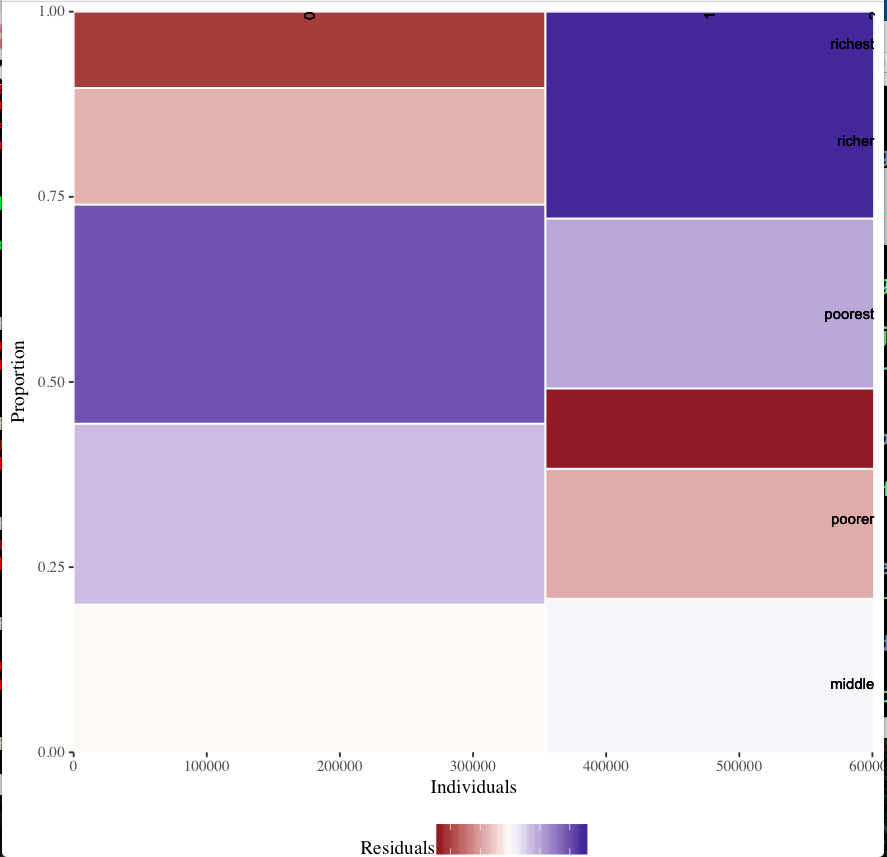 1.00
0
1
richest
richer
0.75
poorest
0.50
Proportion
0.25
poorer
middle
0.00
0
100000
200000
300000
400000
500000
Individuals
Residuals